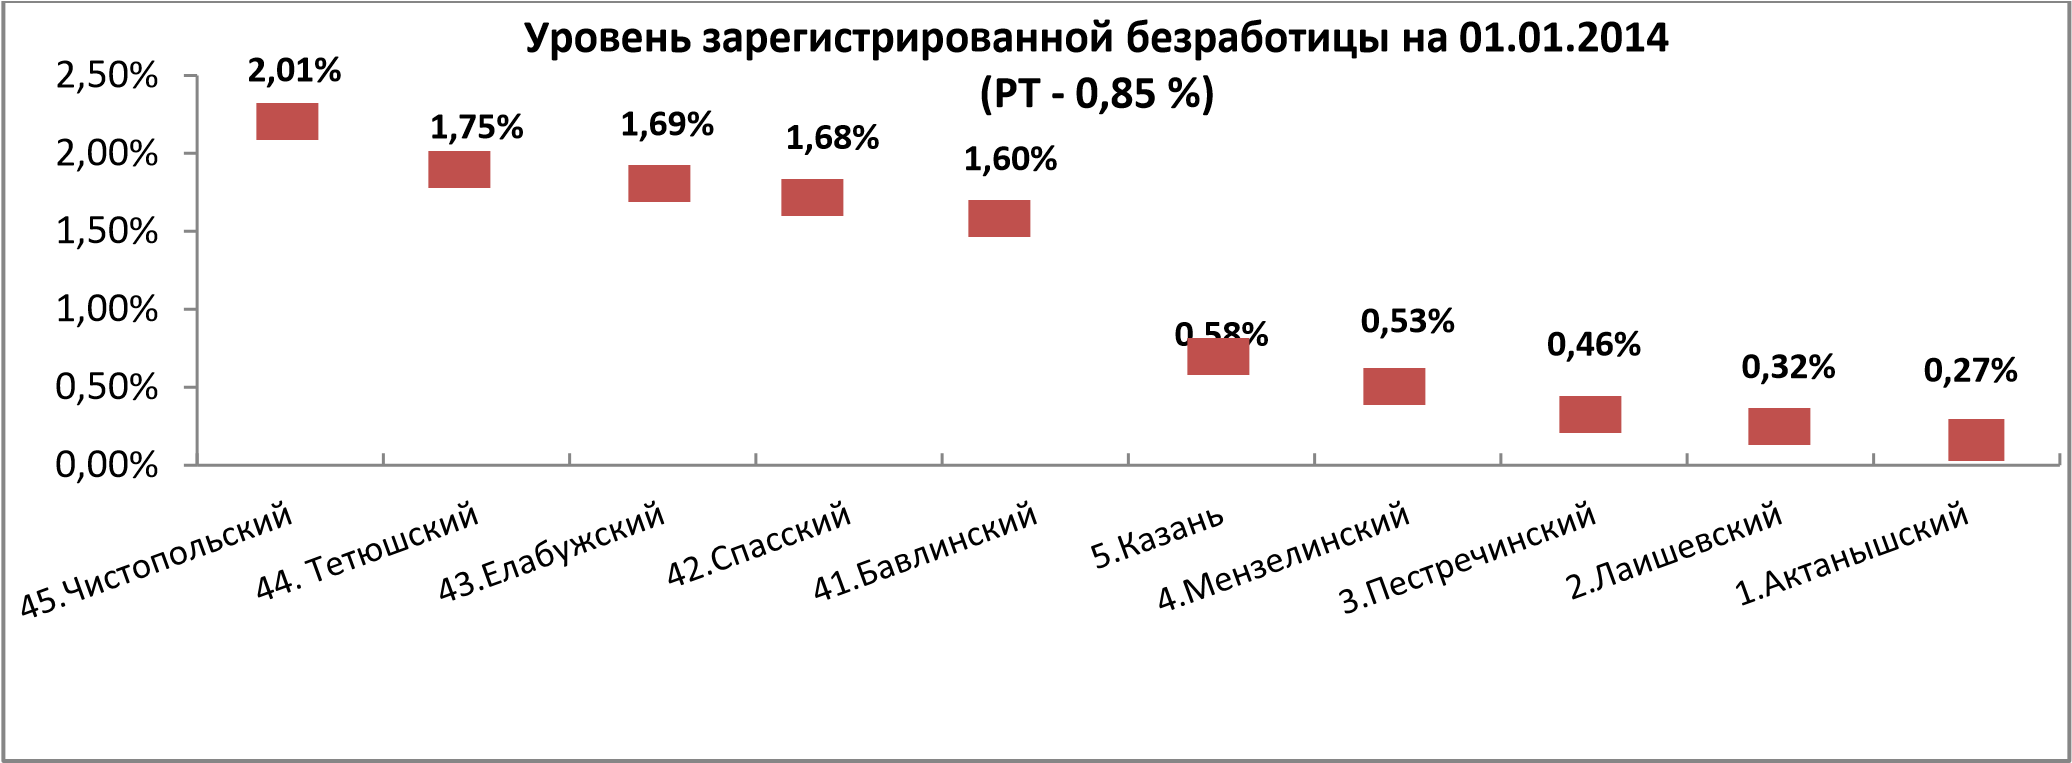 Уровень зарегистрированной безработицы на 01.01.2014
(РТ - 0,85 %)
2,50%
2,00%
1,50%
1,00%
0,50%
0,00%
2,01%
1,75%
1,69%
1,68%
1,60%
0,58%
0,53%
0,46%
0,32%
0,27%
45.Чистопольский
44. Тетюшский
43.Елабужский
42.Спасский
41.Бавлинский
5.Казань
4.Мензелинский
3.Пестречинский
2.Лаишевский
1.Актанышский